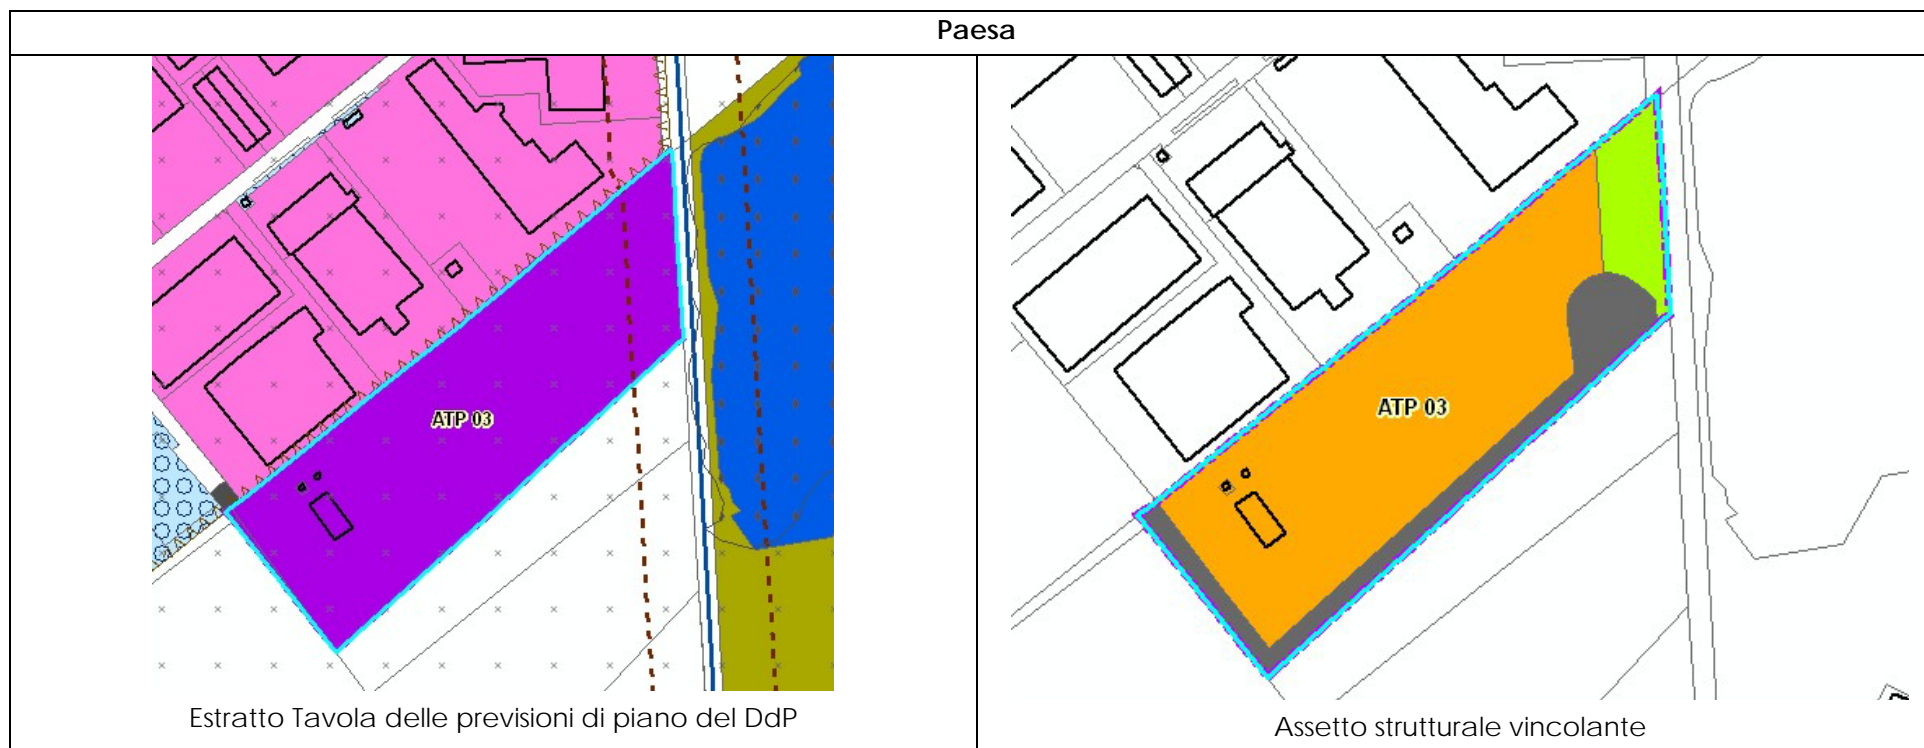 Paesa
ATP 03
ATP 03
Estratto Tavola delle previsioni di piano del DdP
Assetto strutturale vincolante